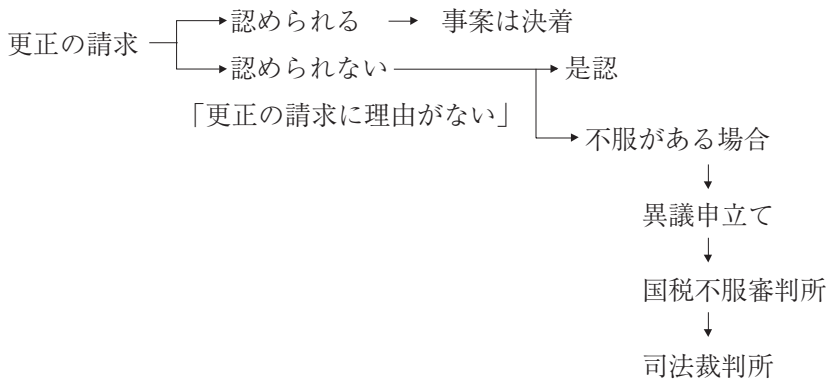 更正の請求
認められる → 事案は決着
認められない
是認
「更正の請求に理由がない」
不服がある場合
異議申立て
国税不服審判所
司法裁判所